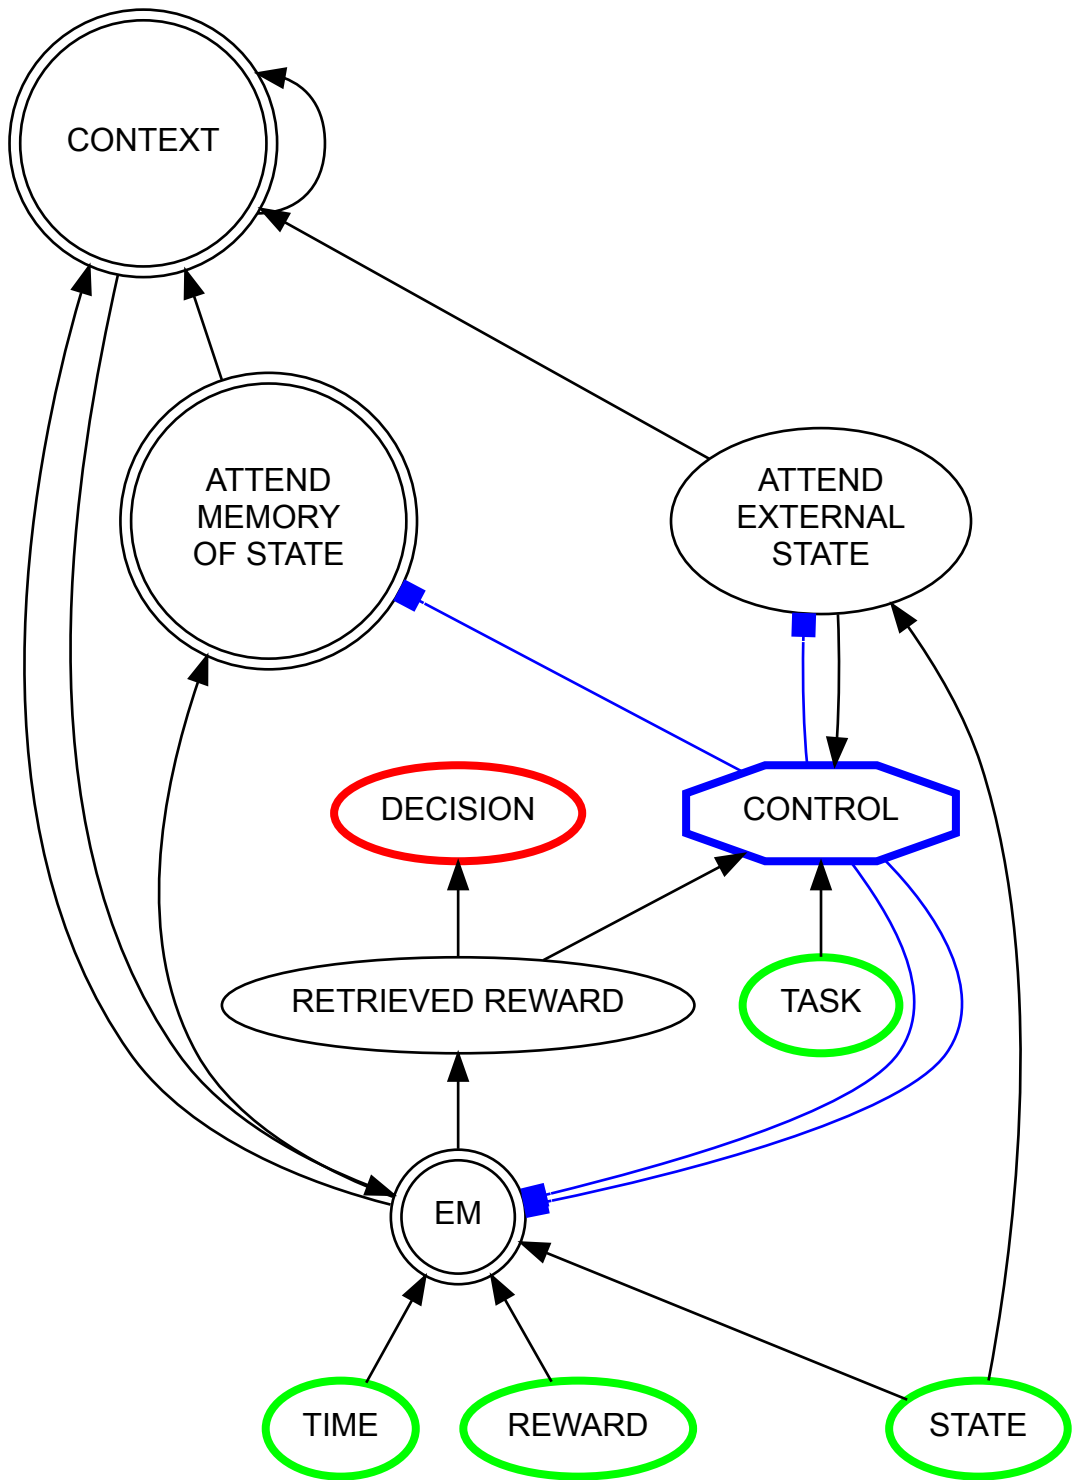 CONTEXT
ATTEND
MEMORY
OF STATE
ATTEND
EXTERNAL
STATE
DECISION
CONTROL
RETRIEVED REWARD
TASK
EM
TIME
REWARD
STATE